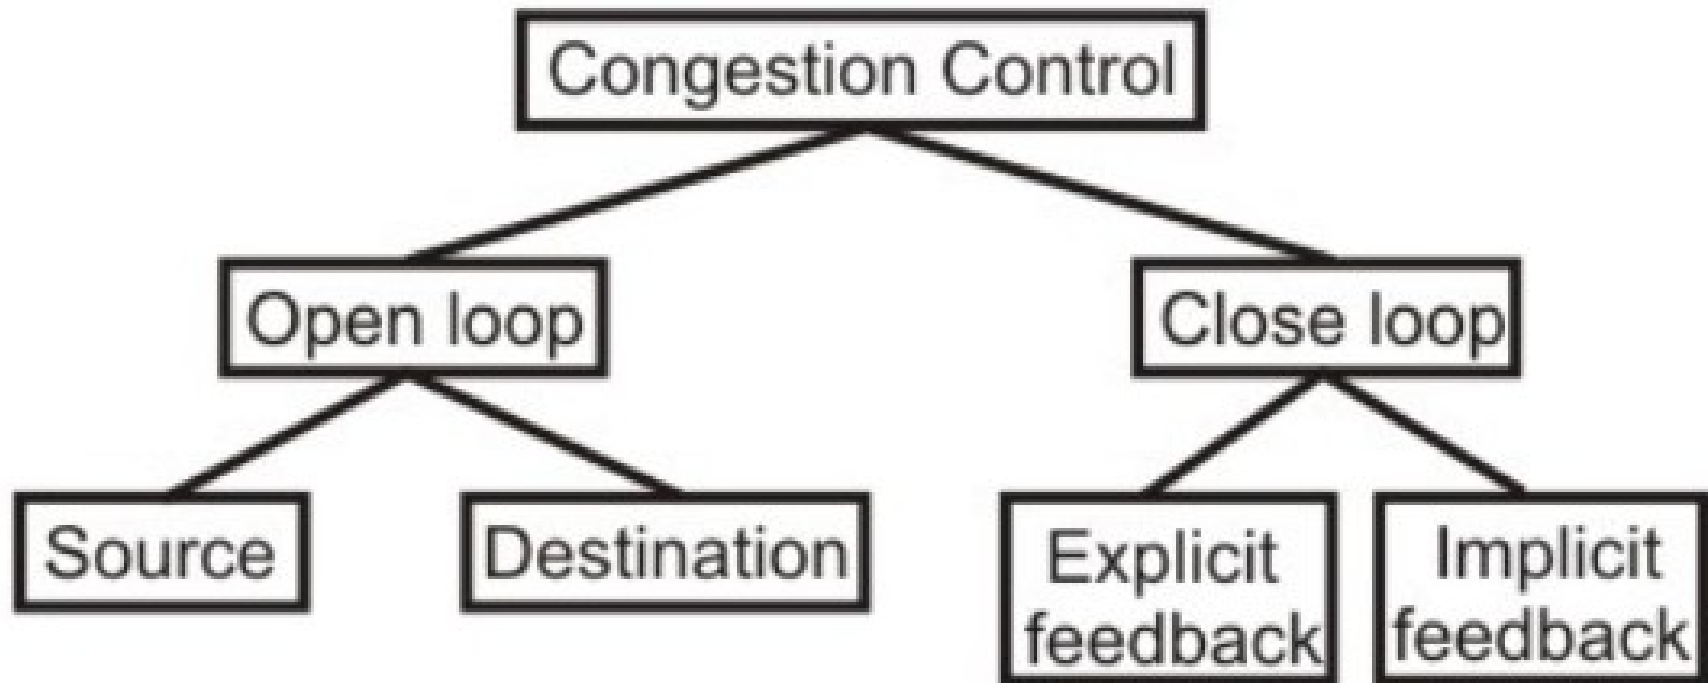 Congestion Control
Open loop
Close loop
Source
Destination
Explicit
feedback
Implicit
feedback